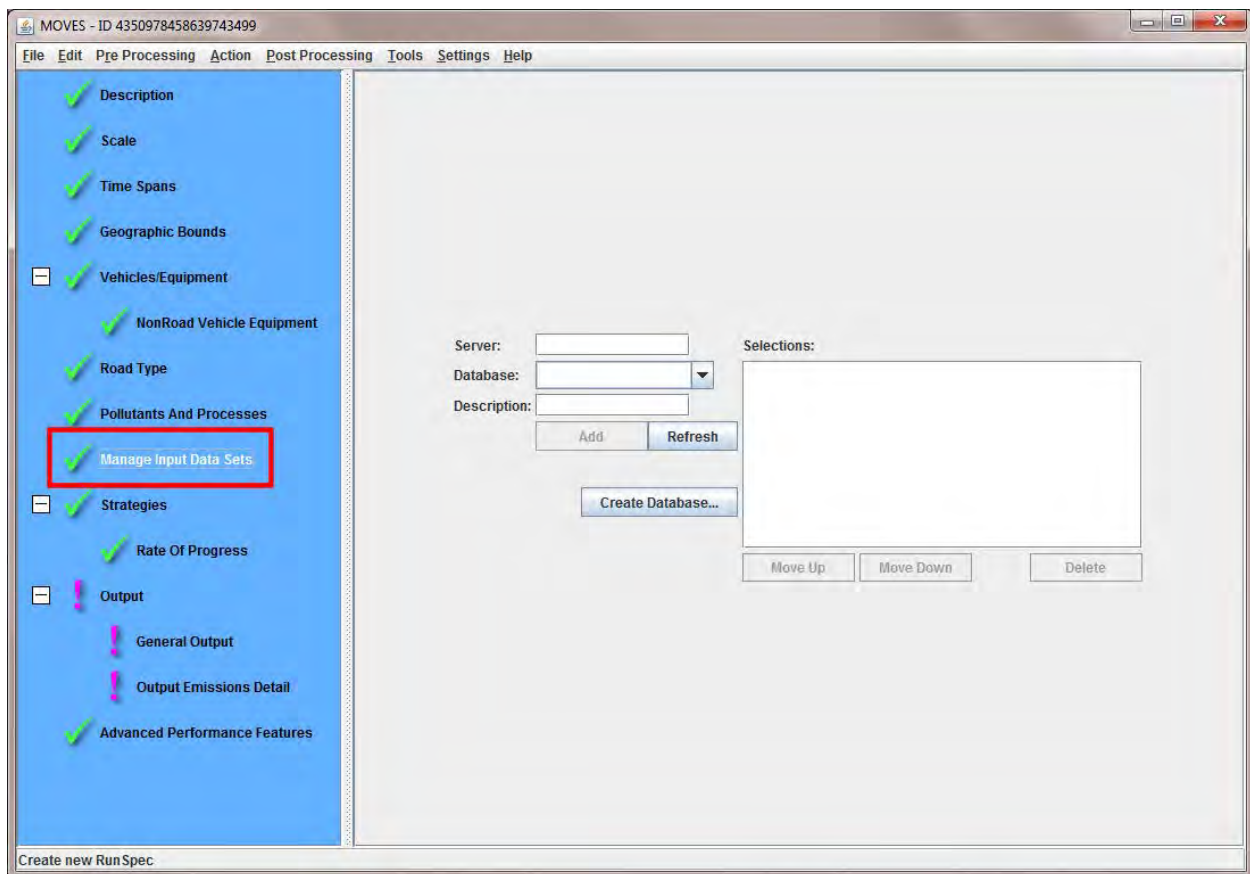 MOVES - ID 4350978458639743499
File Edit Pre Processing Action Post Processing Tools Settings Help
Description
Scale
Time Spans
Geographic Bounds
Vehicles/Equipment
NonRoad Vehicle Equipment
Road Type
Pollutants And Processes
Manage Input Data Sets
Strategies
Rate Of Progress
Output
General Output
Output Emissions Detail
Advanced Performance Features
Server:
Database:
Description:
Add Refresh
Create Database...
Selections:
Move Up Move Down Delete
Create new RunSpec